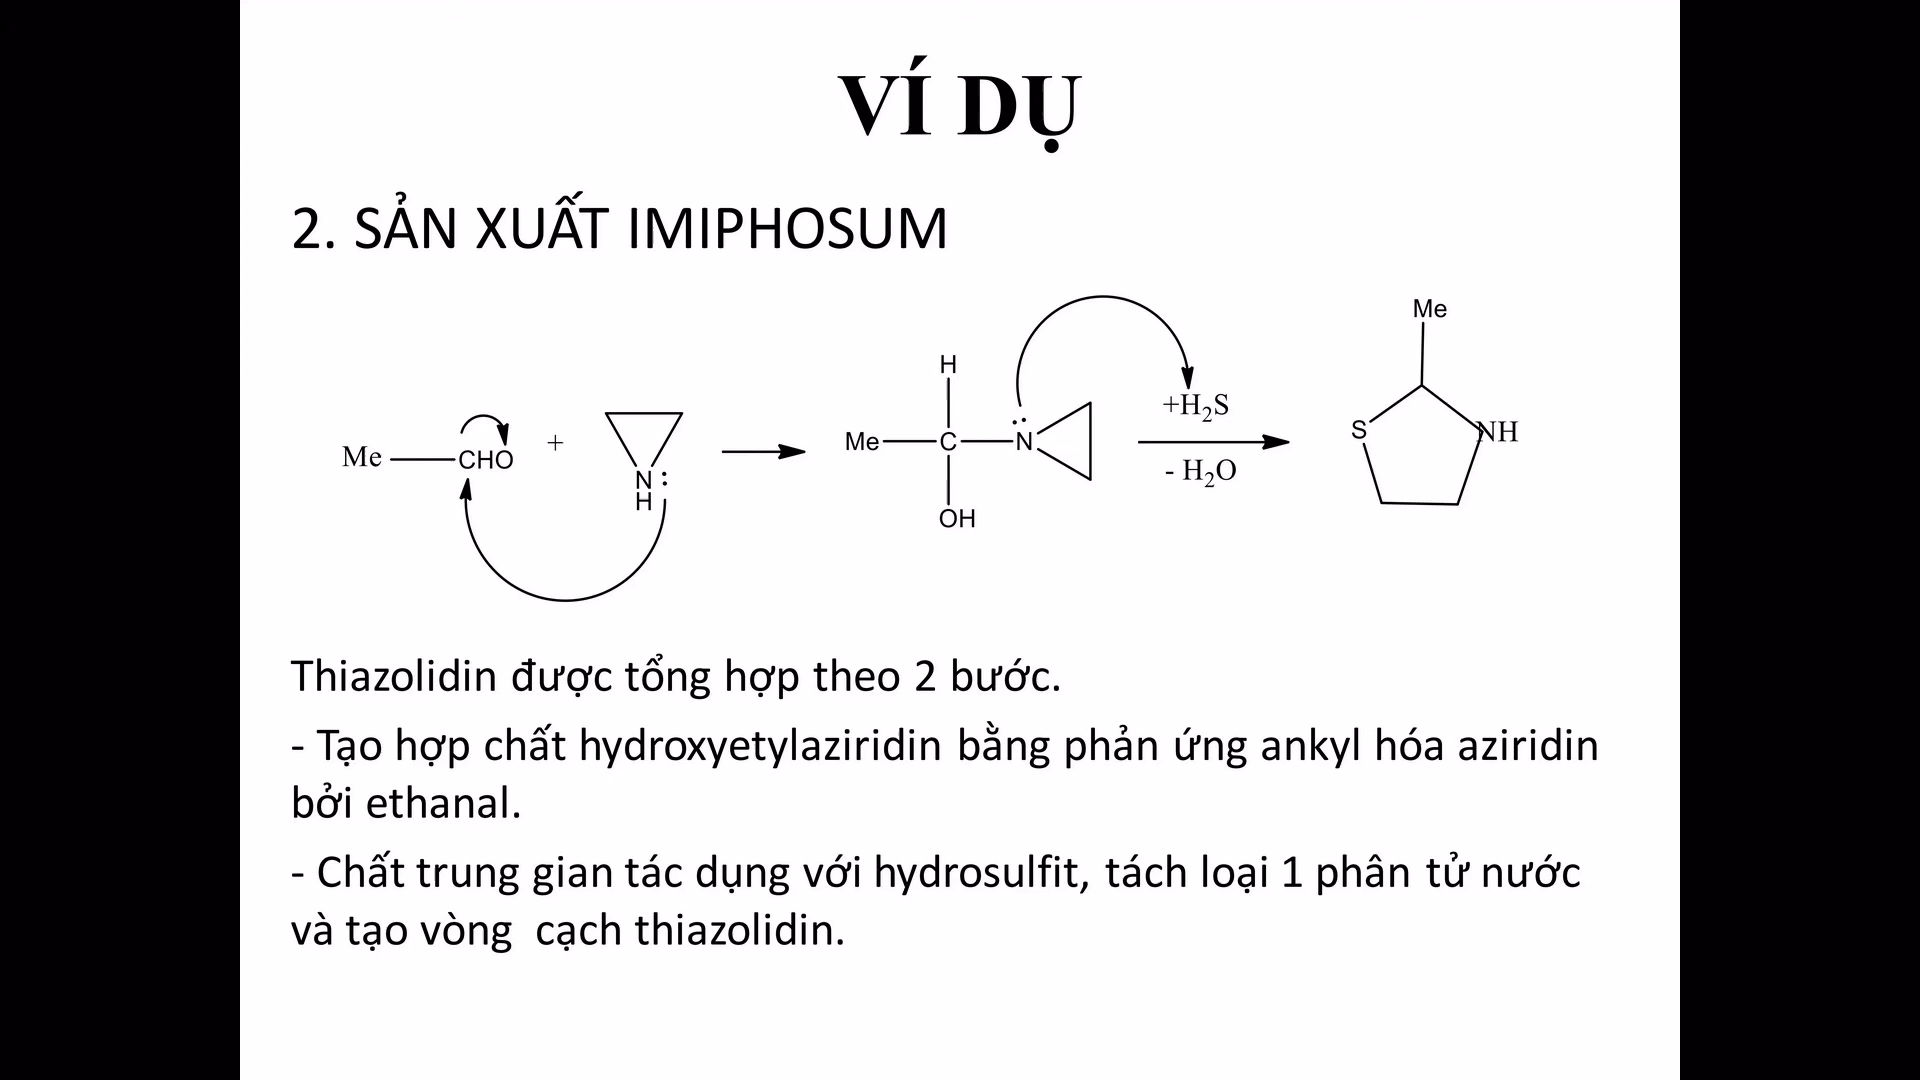 VÍ DỤ
2. SẢN XUẤT IMIPHOSUM
Me
H
Me CHO + N : H
Me C N
+H₂S
- H₂O
OH
S NH
Thiazolidin được tổng hợp theo 2 bước.
- Tạo hợp chất hydroxyetylaziridin bằng phản ứng ankyl hóa aziridin
bởi ethanal.
- Chất trung gian tác dụng với hydrosulfit, tách loại 1 phân tử nước
và tạo vòng  cạch thiazolidin.